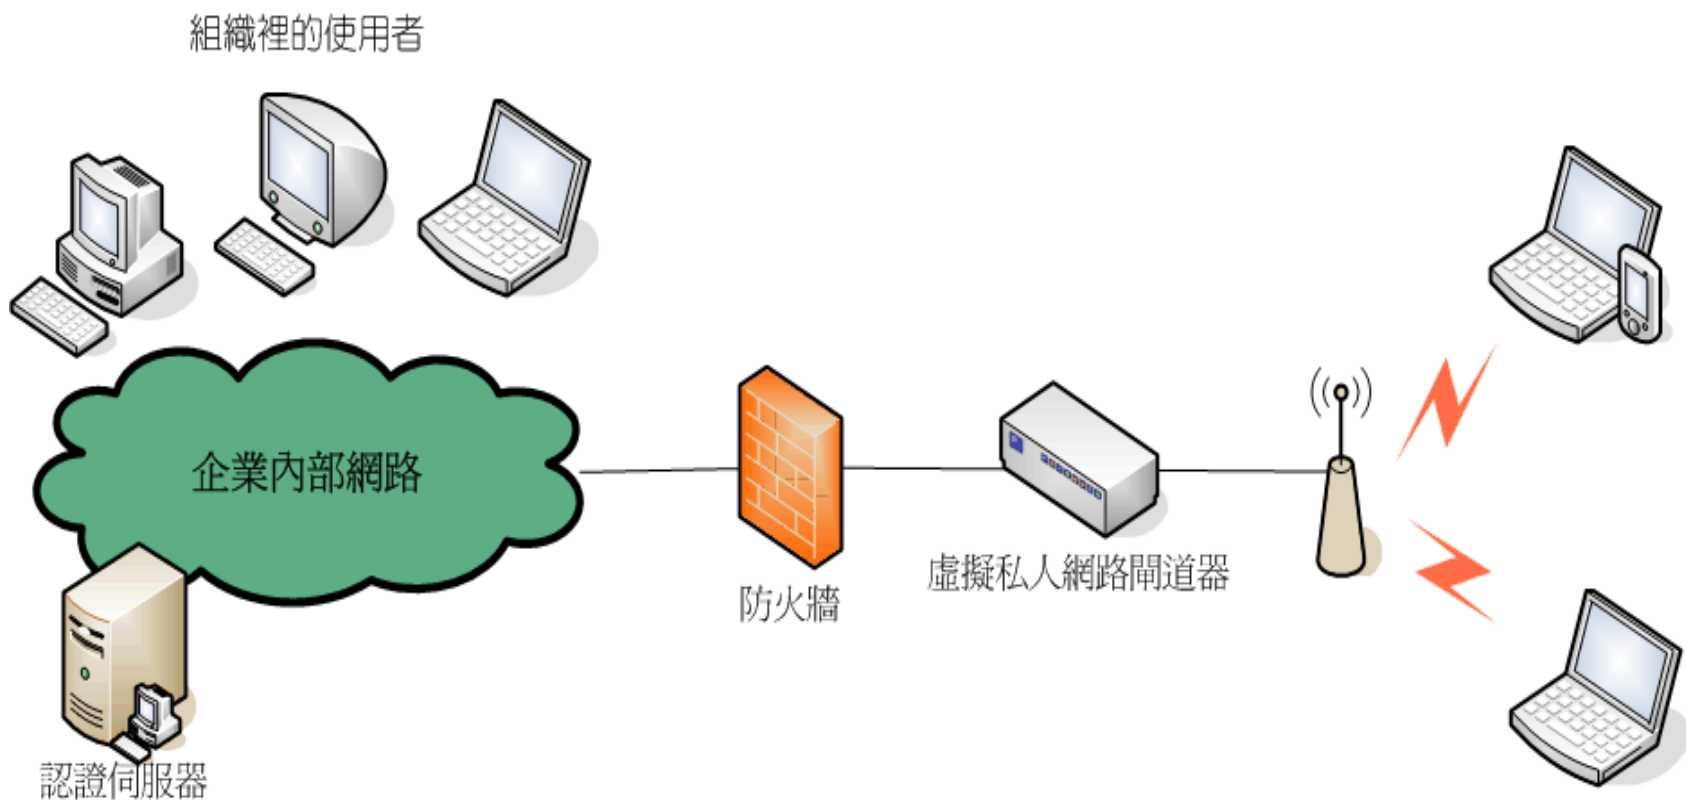 組織裡的使用者
企業內部網路
防火牆
虛擬私人網路閘道器
認證伺服器